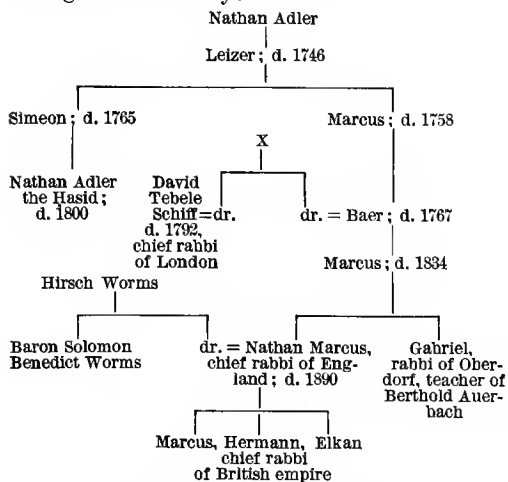 Nathan Adler
Leizer; d. 1746
Simeon; d. 1765
Marcus; d. 1758
X
Nathan Adler
the Hasid;
d. 1800
David
Tebele
Schiff=dr.
d. 1792,
chief rabbi
of London
dr. = Baer; d. 1767
Marcus; d. 1834
Hirsch Worms
Baron Solomon
Benedict Worms
dr. = Nathan Marcus,
chief rabbi of Eng-
land; d. 1890
Gabriel,
rabbi of Ober-
dorf, teacher of
Berthold Auer-
bach
Marcus, Hermann, Elkan
chief rabbi
of British empire